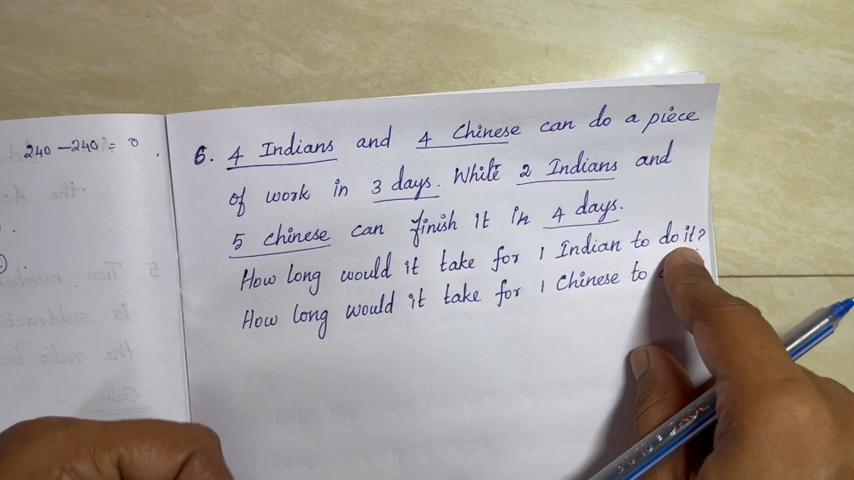 240 - 240 = 0 .
6. 4 Indians and 4 Chinese can do a piece
of work in 3 days. While 2 Indians and
5 chinese can finish it in 4 days.
How long would it take for 1 Indian to do it?
How long would it take for 1 Chinese to